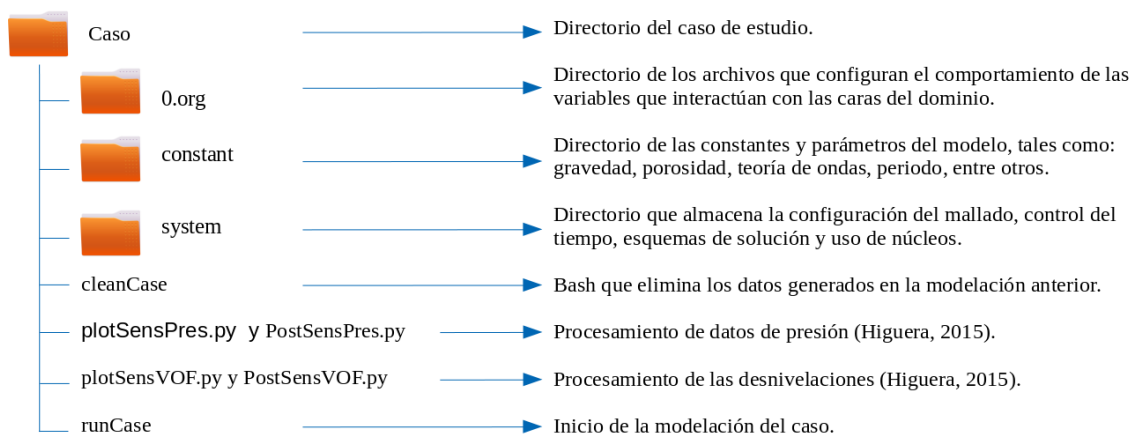 Caso
Directorio del caso de estudio.
0.org
Directorio de los archivos que configuran el comportamiento de las
variables que interactúan con las caras del dominio.
constant
Directorio de las constantes y parámetros del modelo, tales como:
gravedad, porosidad, teoría de ondas, periodo, entre otros.
system
Directorio que almacena la configuración del mallado, control del
tiempo, esquemas de solución y uso de núcleos.
cleanCase
Bash que elimina los datos generados en la modelación anterior.
plotSensPres.py y PostSensPres.py
Procesamiento de datos de presión (Higuera, 2015).
plotSensVOF.py y PostSensVOF.py
Procesamiento de las desnivelaciones (Higuera, 2015).
runCase
Inicio de la modelación del caso.